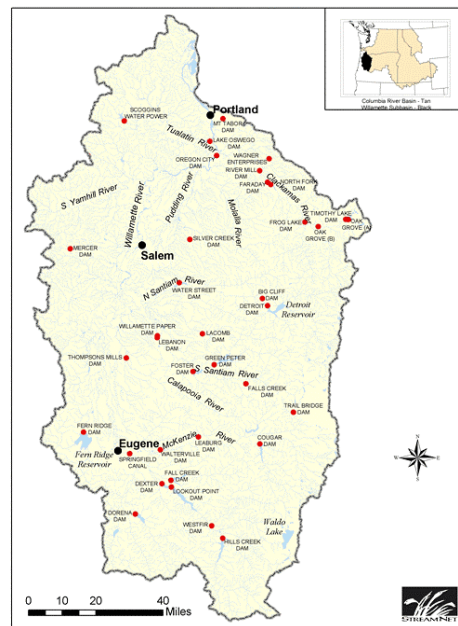 Columbia River Basin - Tan
Willamette Subbasin - Black
SCOGGINS
WATER POWER
Portland
MT TABOR
DAM
Tualatin River
LAKE OSWEGO
DAM
OREGON CITY
DAM
WAGNER
ENTERPRISES
RIVER MILL
DAM
FARADAY
DAM
NORTH FORK
DAM
Clackamas River
S Yamhill River
Willamette River
Pudding River
Molalla River
FROG LAKE
DAM
TIMOTHY LAKE
DAM
OAK
GROVE (A)
OAK
GROVE (B)
MERCER
DAM
SILVER CREEK
DAM
Salem
N Santiam River
WATER STREET
DAM
BIG CLIFF
DAM
DETROIT
DAM
Detroit
Reservoir
WILLAMETTE PAPER
DAM
LEBANON
DAM
LACOMB
DAM
THOMPSONS MILLS
DAM
GREEN PETER
DAM
FOSTER
DAM
S Santiam River
FALLS CREEK
DAM
Calapooia River
TRAIL BRIDGE
DAM
FERN RIDGE
DAM
Fern Ridge
Reservoir
Eugene
McKenzie River
LEABURG
DAM
WALTERVILLE
DAM
SPRINGFIELD
CANAL
COUGAR
DAM
FALL CREEK
DAM
DEXTER
DAM
LOOKOUT POINT
DAM
DORENA
DAM
WESTFIR
DAM
HILLS CREEK
DAM
Waldo
Lake
N
W
E
S
0 10 20 40
Miles
STREAMNET